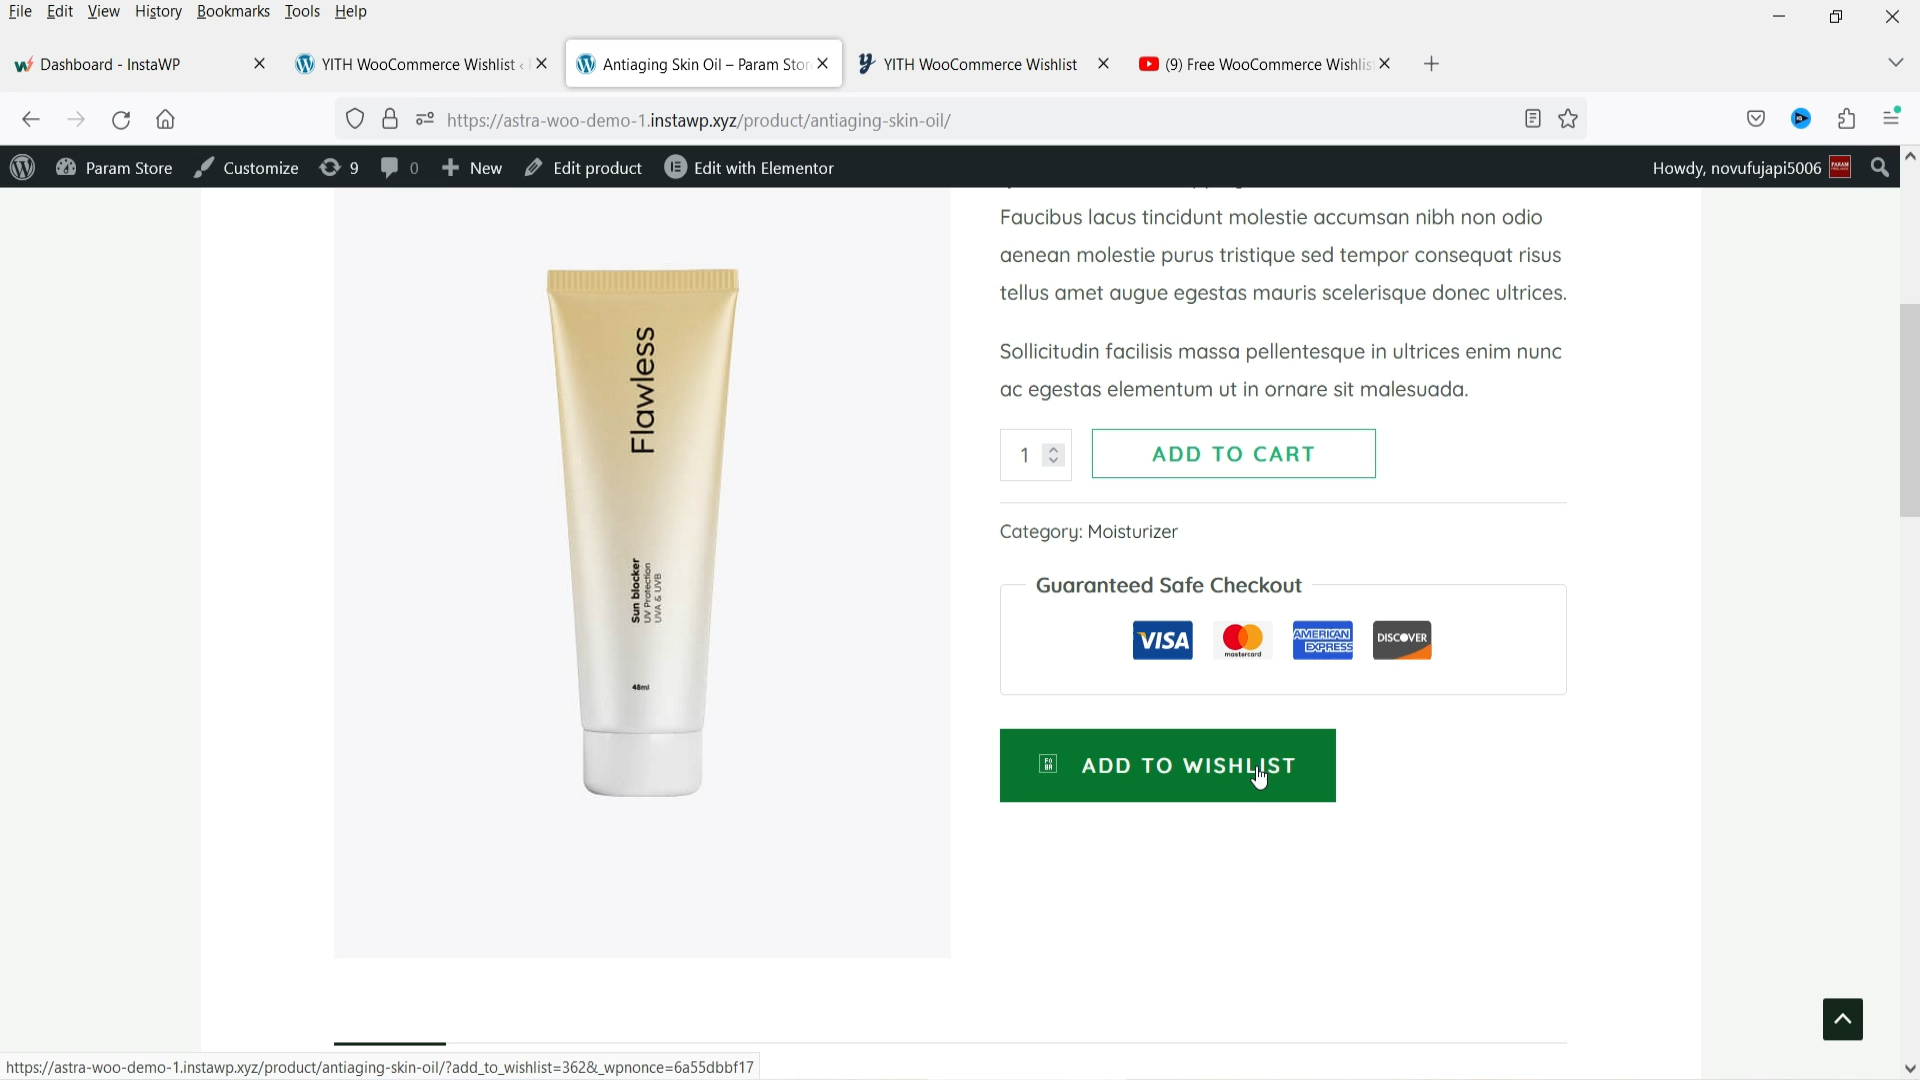 File Edit View History Bookmarks Tools Help
Dashboard - InstaWP
YITH WooCommerce Wishlist ‹
Antiaging Skin Oil – Param Stor
YITH WooCommerce Wishlist
(9) Free WooCommerce Wishlis
https://astra-woo-demo-1.instawp.xyz/product/antiaging-skin-oil/
Param Store Customize 9 0 New Edit product Edit with Elementor Howdy, novufujapi5006
Faucibus lacus tincidunt molestie accumsan nibh non odio
aenean molestie purus tristique sed tempor consequat risus
tellus amet augue egestas mauris scelerisque donec ultrices.
Sollicitudin facilisis massa pellentesque in ultrices enim nunc
ac egestas elementum ut in ornare sit malesuada.
1 ADD TO CART
Category: Moisturizer
Guaranteed Safe Checkout
VISA mastercard AMERICAN EXPRESS DISCOVER
ADD TO WISHLIST
Flawless
Sun blocker
UV Protection
UVA & UVB
48ml
https://astra-woo-demo-1.instawp.xyz/product/antiaging-skin-oil/?add_to_wishlist=362&_wpnonce=6a55dbbf17